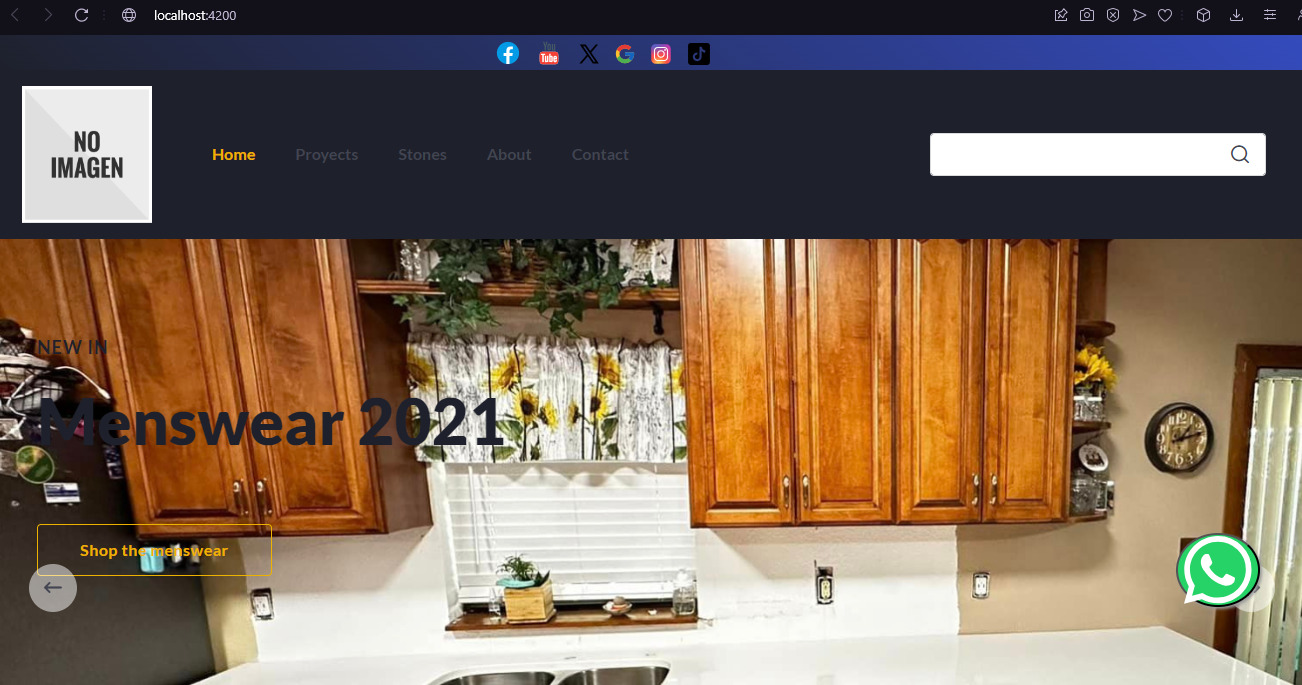 localhost:4200
You
Tube
NO
IMAGEN
Home Proyects Stones About Contact
NEW IN
Menswear 2021
Shop the menswear